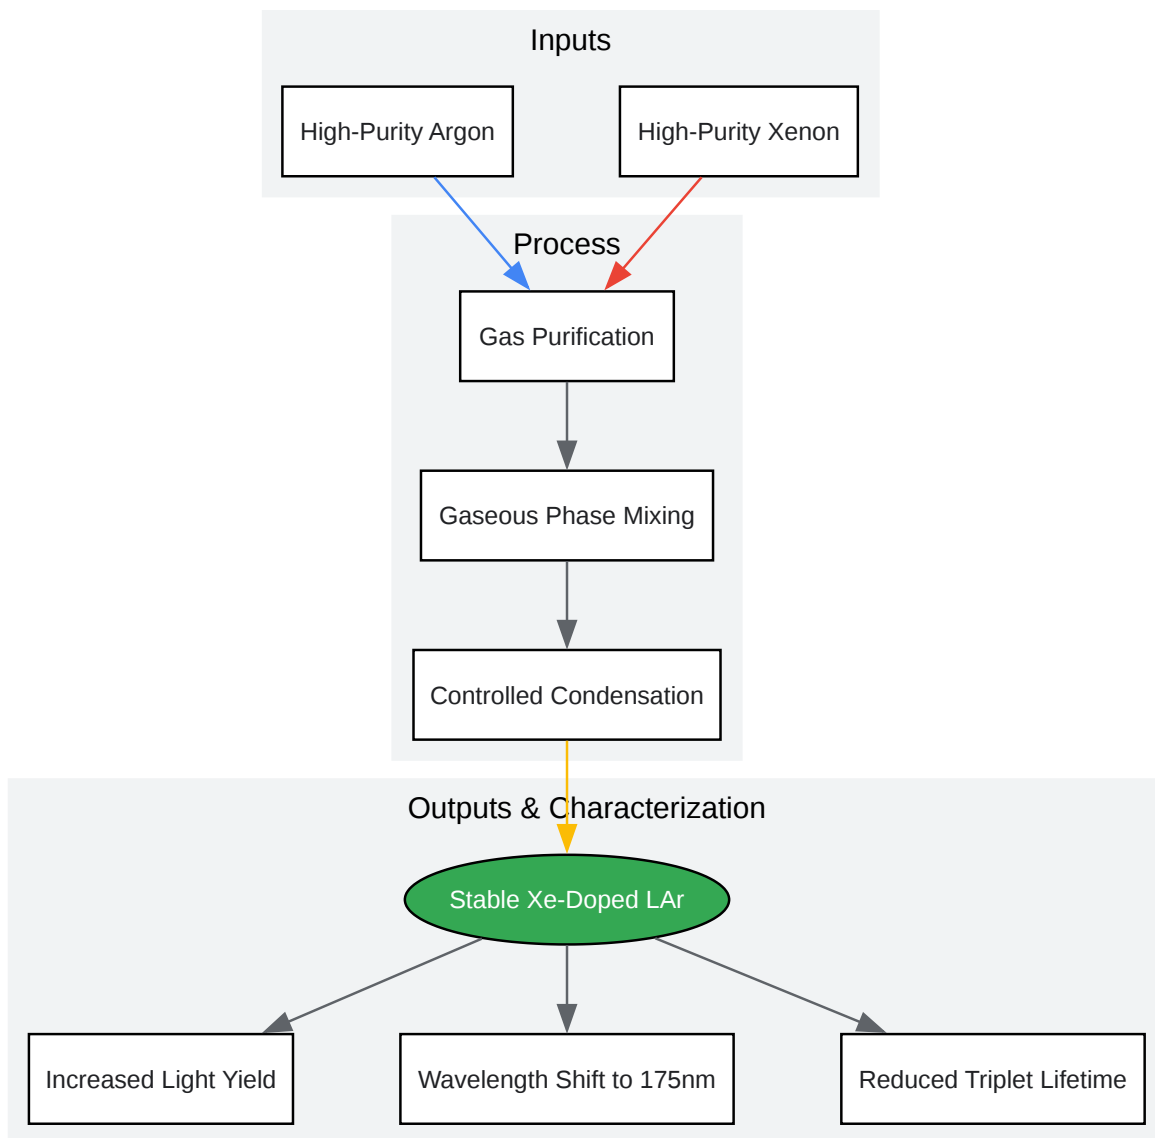 Inputs
High-Purity Argon
High-Purity Xenon
Process
Gas Purification
Gaseous Phase Mixing
Controlled Condensation
Outputs & Characterization
Stable Xe-Doped LAr
Increased Light Yield
Wavelength Shift to 175nm
Reduced Triplet Lifetime